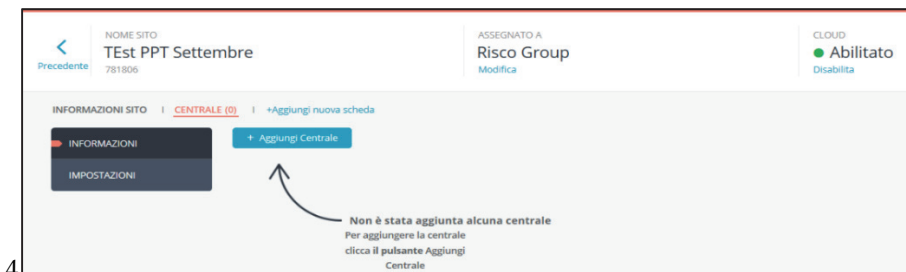 NOME SITO
TEst PPT Settembre
781806
Precedente
ASSEGNATO A
Risco Group
Modifica
CLOUD
Abilitato
Disabilita
INFORMAZIONI SITO | CENTRALE (0) | +Aggiungi nuova scheda
INFORMAZIONI
IMPOSTAZIONI
+ Aggiungi Centrale
Non è stata aggiunta alcuna centrale
Per aggiungere la centrale
clicca il pulsante Aggiungi
Centrale
4